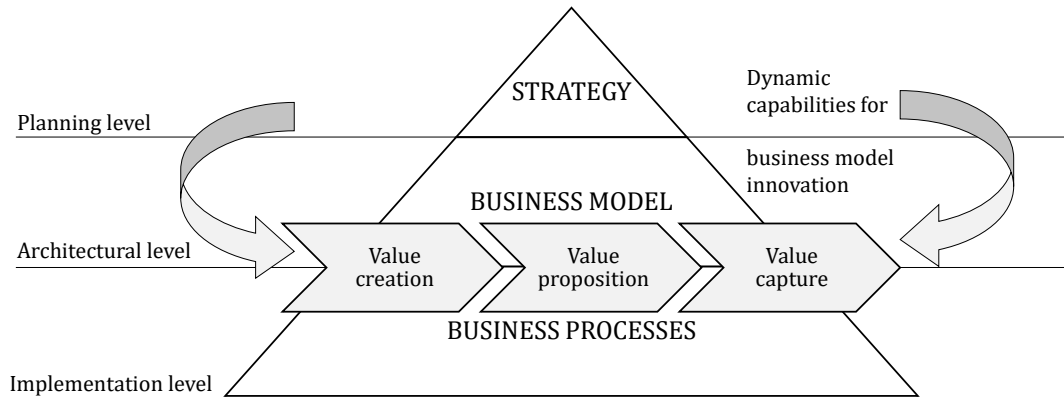 STRATEGY
Dynamic
capabilities for
Planning level
business model
innovation
BUSINESS MODEL
Architectural level
Value
creation
Value
proposition
Value
capture
BUSINESS PROCESSES
Implementation level